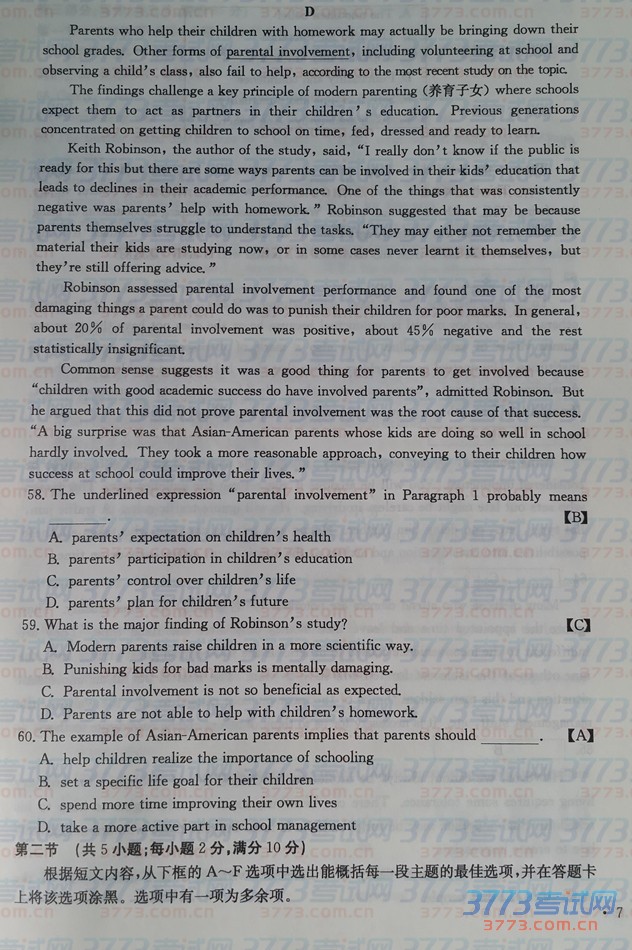 D
Parents who help their children with homework may actually be bringing down their
school grades. Other forms of parental involvement, including volunteering at school and
observing a child's class, also fail to help, according to the most recent study on the topic.
The findings challenge a key principle of modern parenting (养育子女) where schools
expect them to act as partners in their children's education. Previous generations
concentrated on getting children to school on time, fed, dressed and ready to learn.
Keith Robinson, the author of the study, said, "I really don't know if the public is
ready for this but there are some ways parents can be involved in their kids' education that
leads to declines in their academic performance. One of the things that was consistently
negative was parents' help with homework." Robinson suggested that may be because
parents themselves struggle to understand the tasks. "They may either not remember the
material their kids are studying now, or in some cases never learnt it themselves, but
they're still offering advice."
Robinson assessed parental involvement performance and found one of the most
damaging things a parent could do was to punish their children for poor marks. In general,
about 20% of parental involvement was positive, about 45% negative and the rest
statistically insignificant.
Common sense suggests it was a good thing for parents to get involved because
"children with good academic success do have involved parents", admitted Robinson. But
he argued that this did not prove parental involvement was the root cause of that success.
"A big surprise was that Asian-American parents whose kids are doing so well in school
hardly involved. They took a more reasonable approach, conveying to their children how
success at school could improve their lives."
58. The underlined expression "parental involvement" in Paragraph 1 probably means
______. 【B】
A. parents' expectation on children's health
B. parents' participation in children's education
C. parents' control over children's life
D. parents' plan for children's future
59. What is the major finding of Robinson's study? 【C】
A. Modern parents raise children in a more scientific way.
B. Punishing kids for bad marks is mentally damaging.
C. Parental involvement is not so beneficial as expected.
D. Parents are not able to help with children's homework.
60. The example of Asian-American parents implies that parents should ______. 【A】
A. help children realize the importance of schooling
B. set a specific life goal for their children
C. spend more time improving their own lives
D. take a more active part in school management
第二节 (共5小题;每小题2分,满分10分)
根据短文内容,从下框的A~F选项中选出能概括每一段主题的最佳选项,并在答题卡
上将该选项涂黑。选项中有一项为多余项。
3773考试网
3773.com.cn
· 7